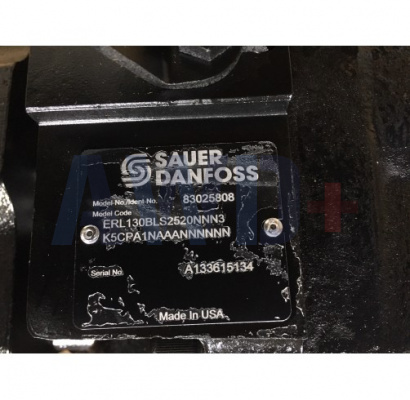 SAUER
DANFOSS
Model No./Ident No. 83025808
Model Code
ERL130BLS2520NNN3
K5CPA1NAAANNNNNN
Serial No. A133615134
Made In USA